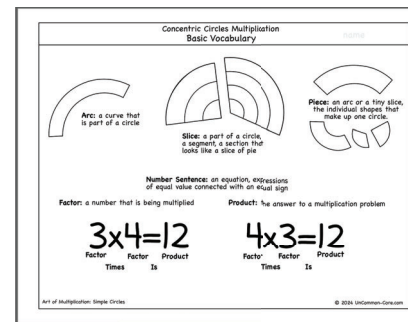 Concentric Circles Multiplication
Basic Vocabulary
name
Arc: a curve that
is part of a circle
Slice: a part of a circle,
a segment, a section that
looks like a slice of pie
Piece: an arc or a tiny slice,
the individual shapes that
make up one circle.
Number Sentence: an equation, expressions
of equal value connected with an equal sign
Factor: a number that is being multiplied
Product: the answer to a multiplication problem
3x4=12
Factor Factor Product
Times Is
4x3=12
Factor Factor Product
Times Is
Art of Multiplication: Simple Circles
© 2024 UnCommon-Core.com